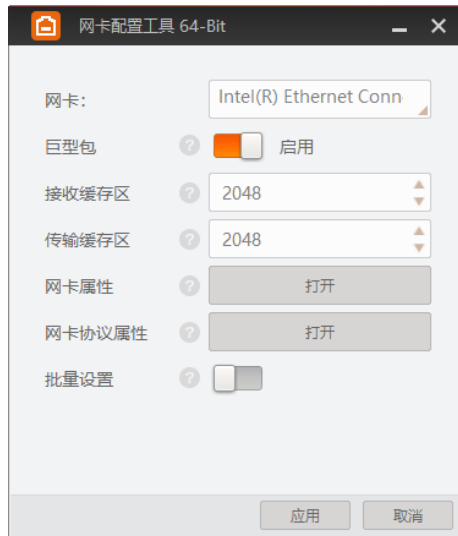 网卡配置工具 64-Bit
网卡：
Intel(R) Ethernet Conn
巨型包 ? 启用
接收缓存区 ? 2048
传输缓存区 ? 2048
网卡属性 ? 打开
网卡协议属性 ? 打开
批量设置 ?
应用 取消